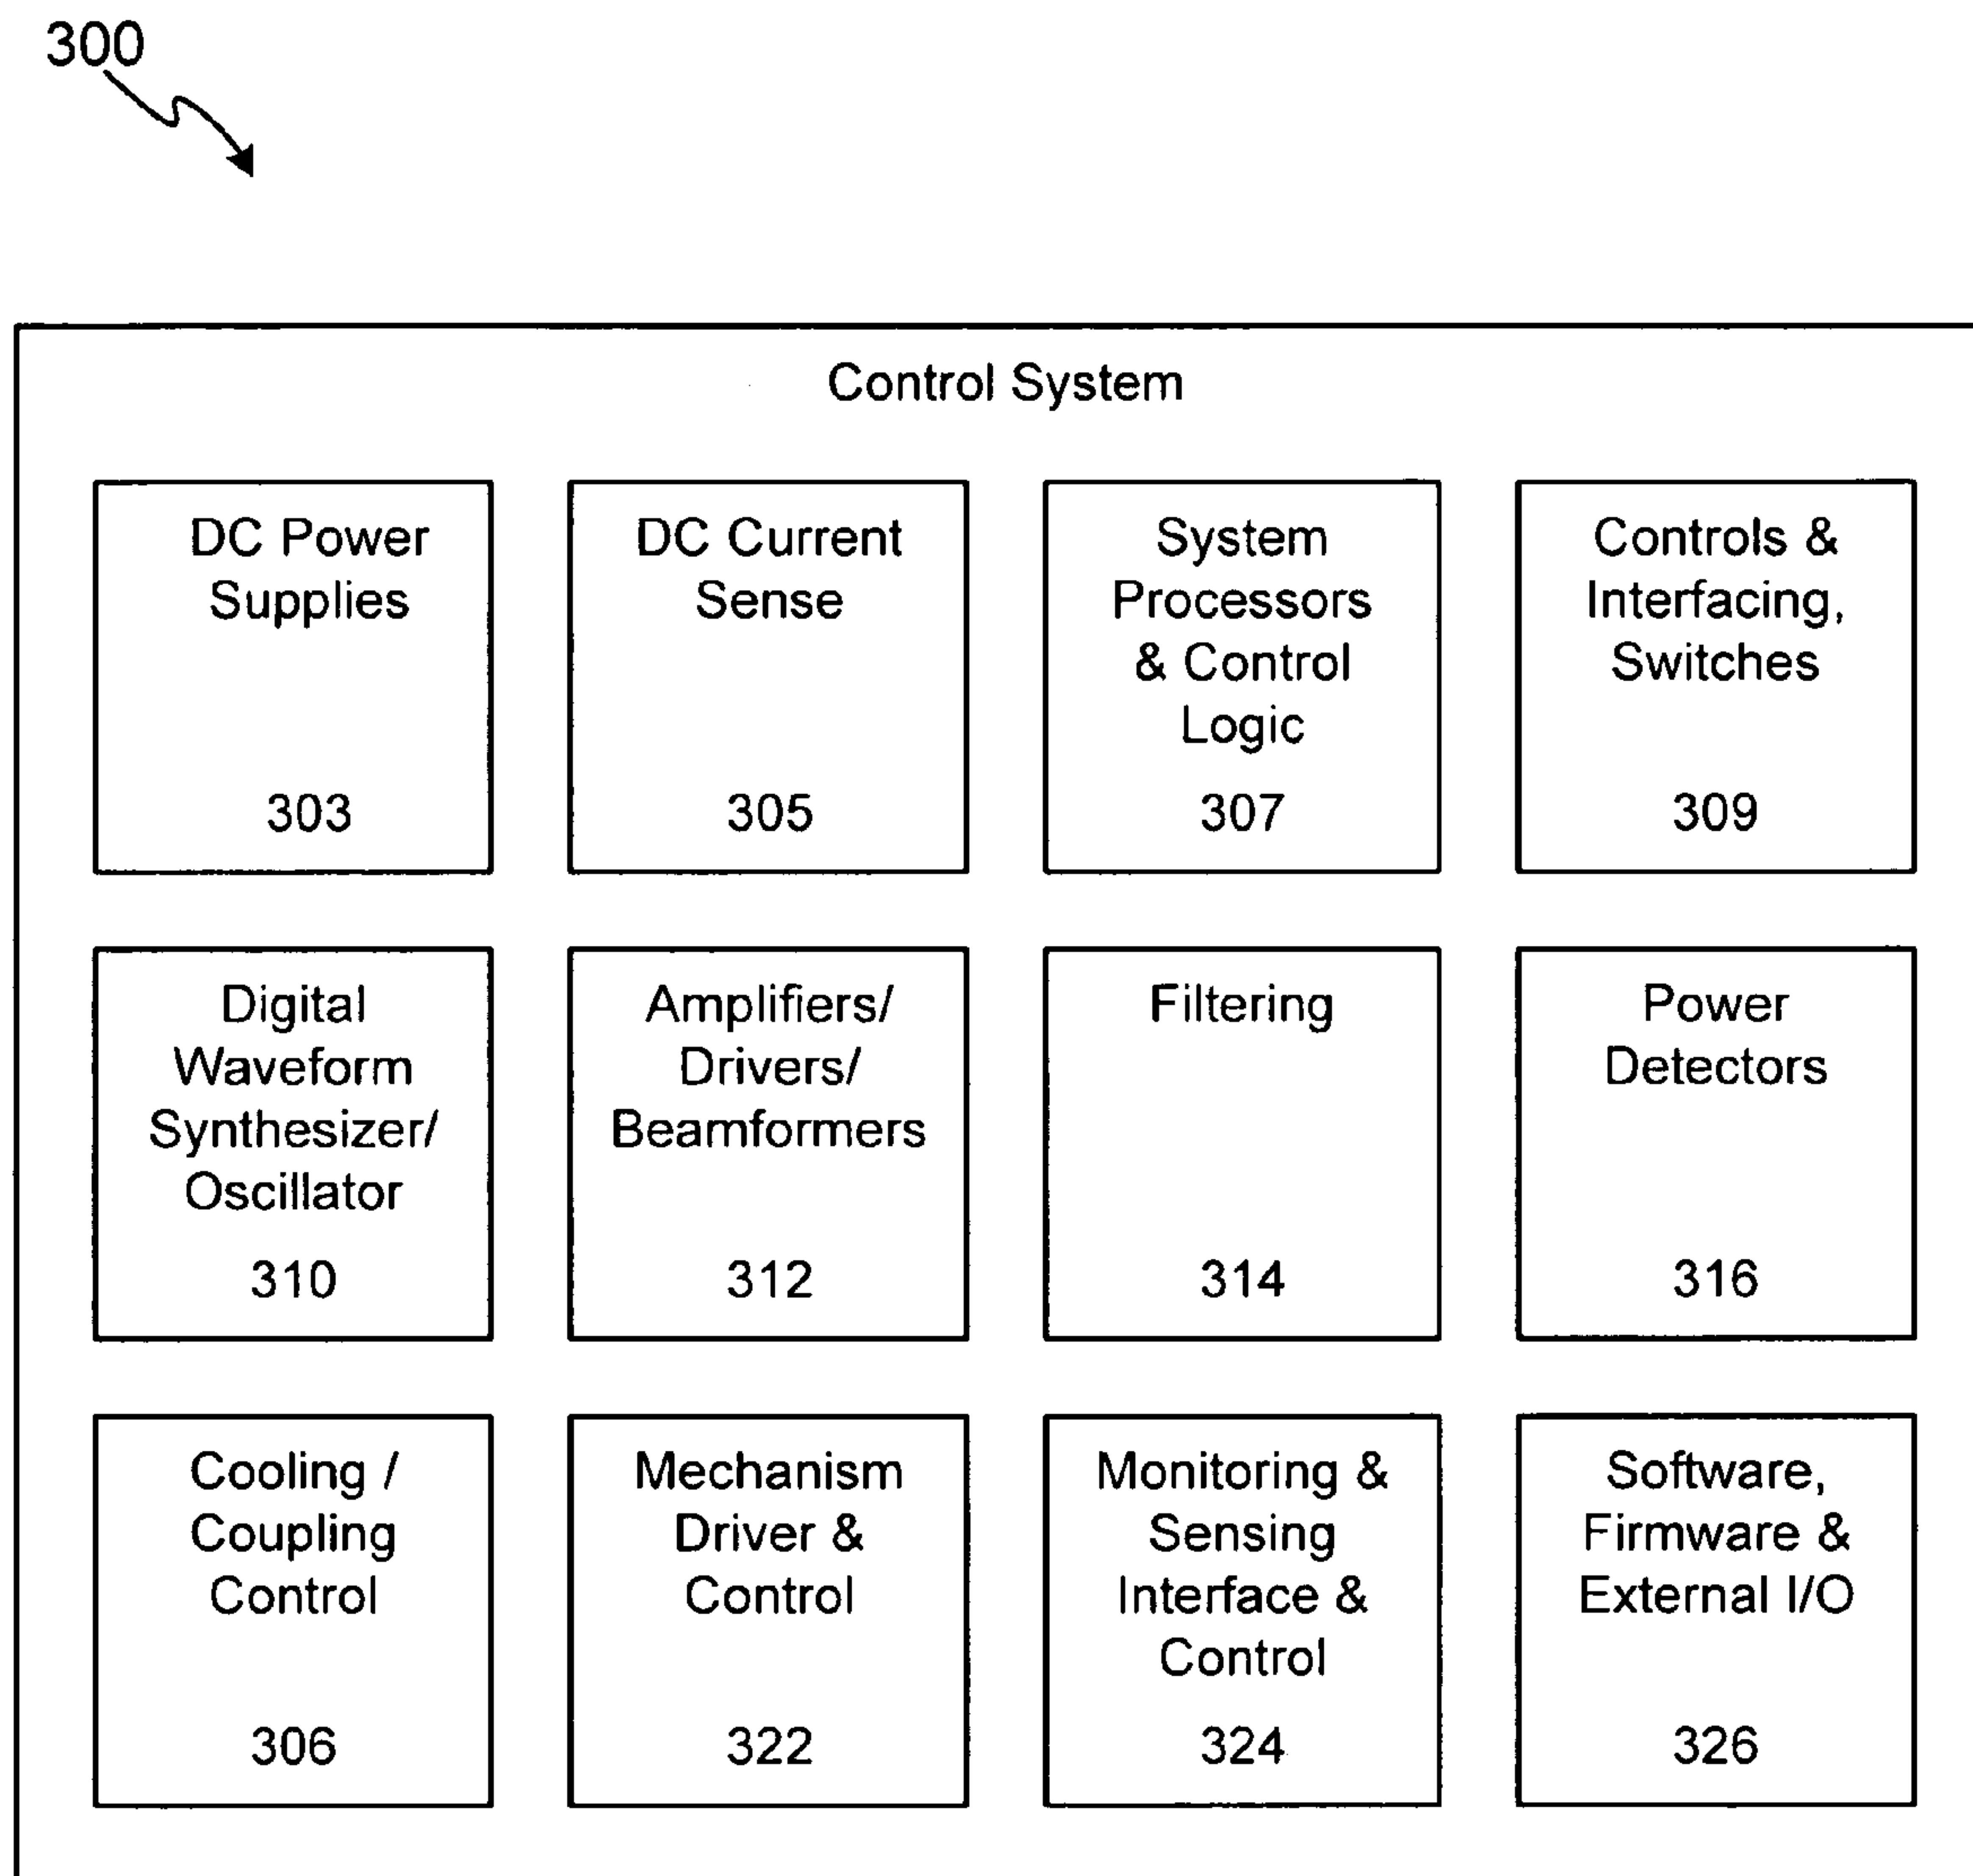 300
Control System
DC Power
Supplies
303
DC Current
Sense
305
System
Processors
& Control
Logic
307
Controls &
Interfacing,
Switches
309
Digital
Waveform
Synthesizer/
Oscillator
310
Amplifiers/
Drivers/
Beamformers
312
Filtering
314
Power
Detectors
316
Cooling /
Coupling
Control
306
Mechanism
Driver &
Control
322
Monitoring &
Sensing
Interface &
Control
324
Software,
Firmware &
External I/O
326